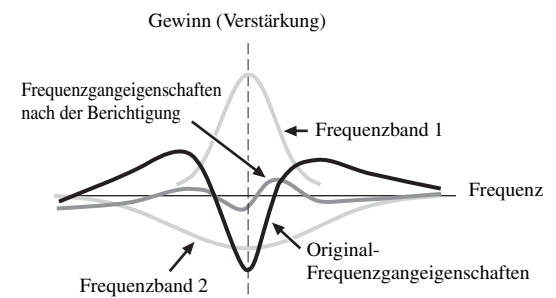 Gewinn (Verstärkung)
Frequenzgangeigenschaften
nach der Berichtigung
Frequenzband 1
Frequenz
Original-
Frequenzgangeigenschaften
Frequenzband 2